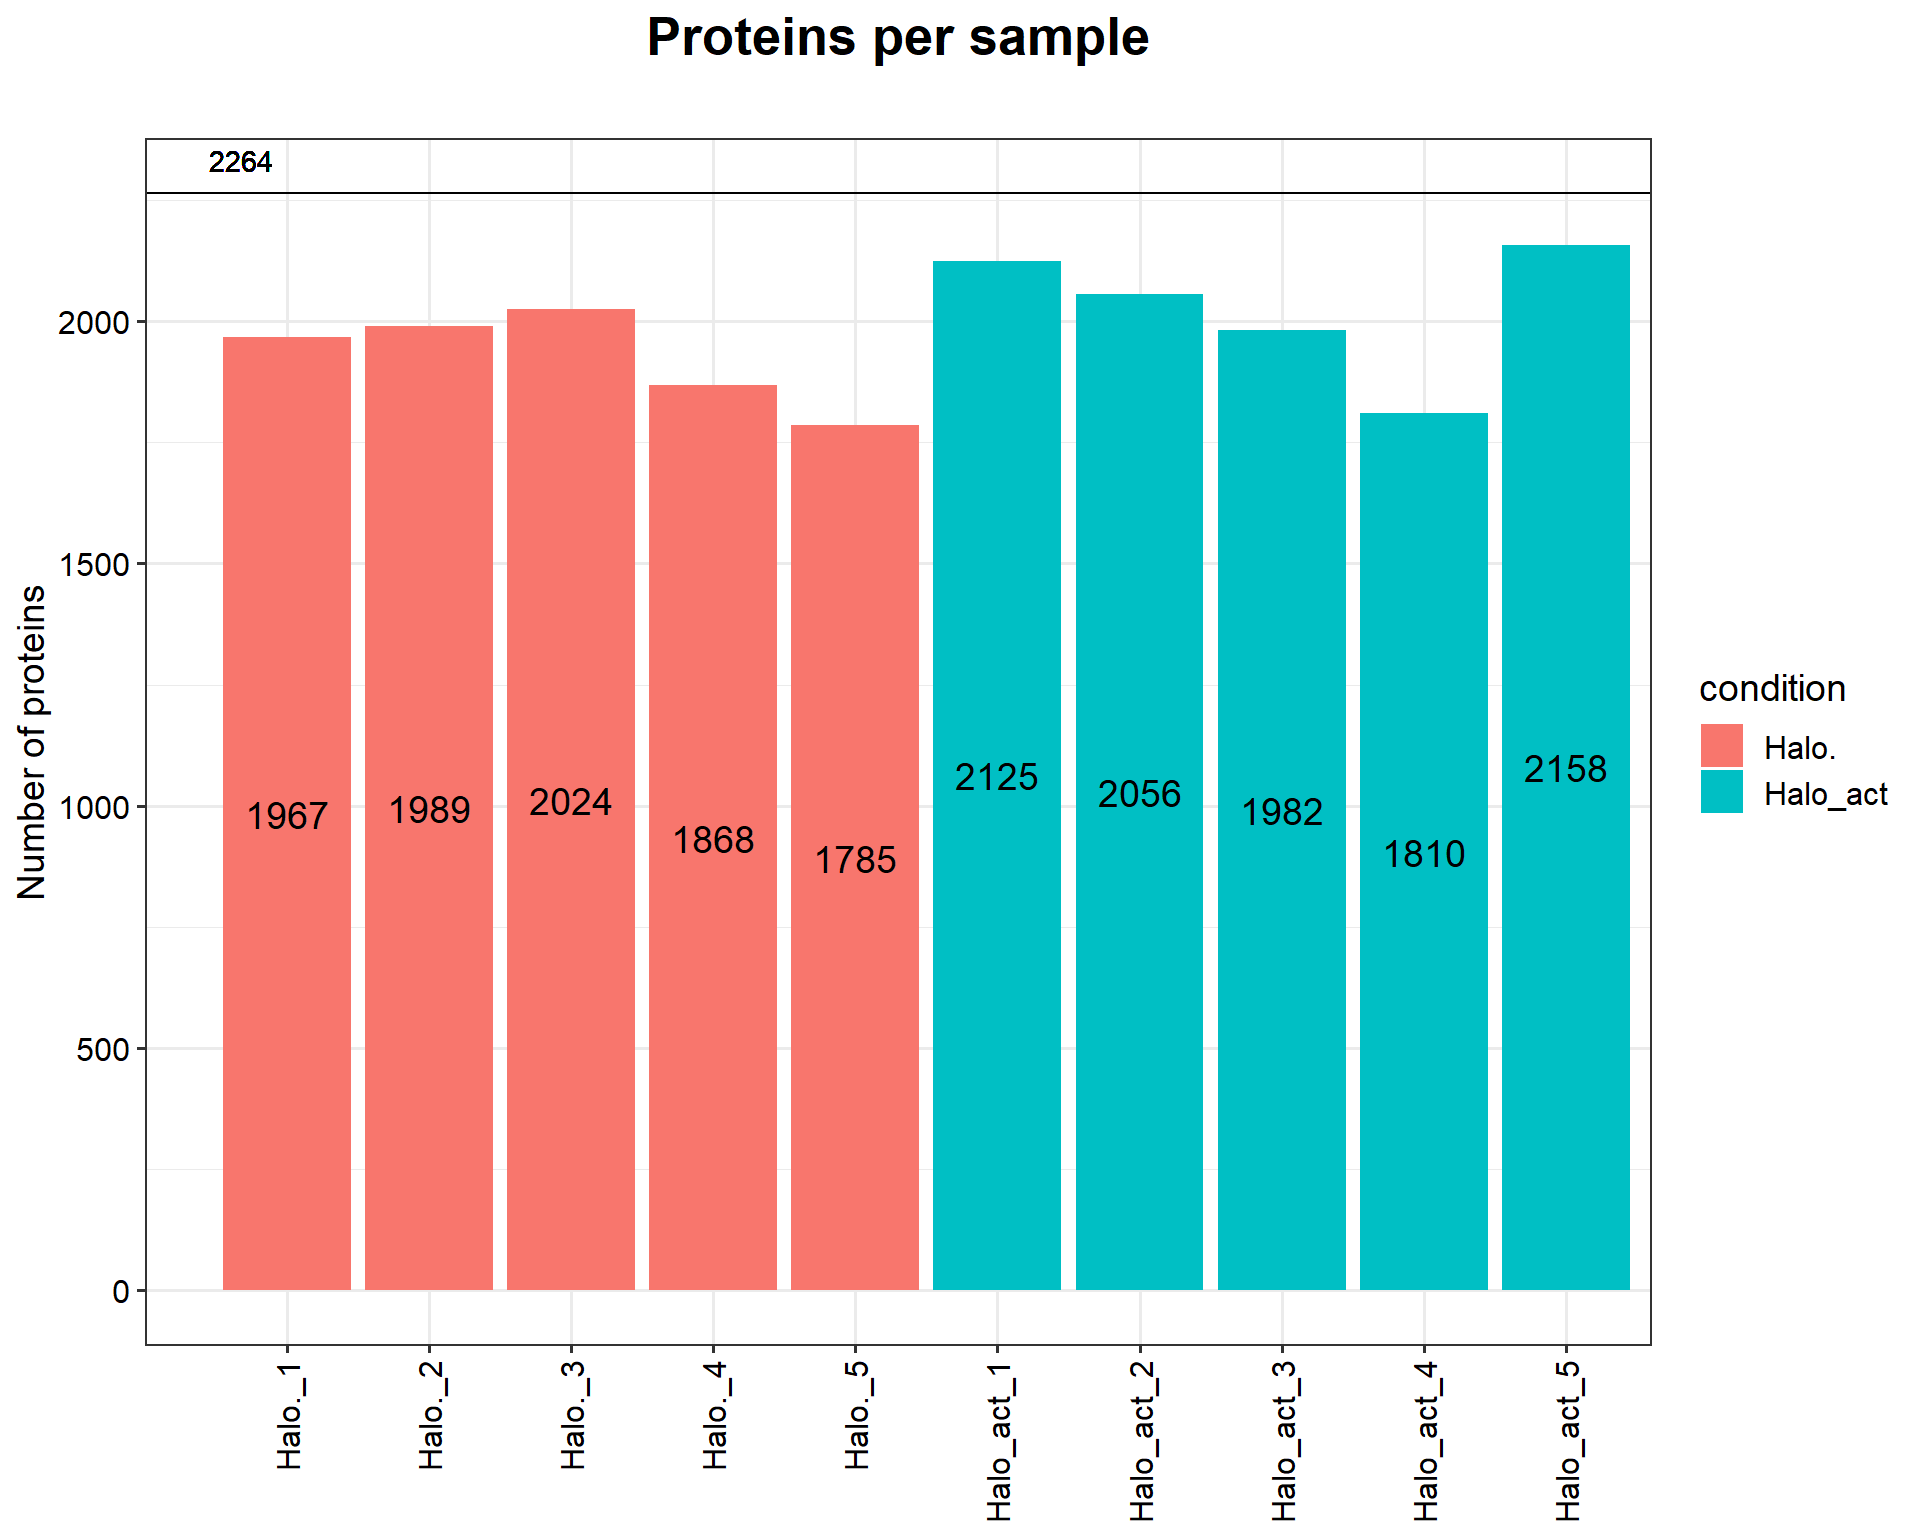 Proteins per sample
2264
2000
1500
1000
500
0
Number of proteins
1967
1989
2024
1868
1785
2125
2056
1982
1810
2158
Halo._1
Halo._2
Halo._3
Halo._4
Halo._5
Halo_act_1
Halo_act_2
Halo_act_3
Halo_act_4
Halo_act_5
condition
Halo.
Halo_act